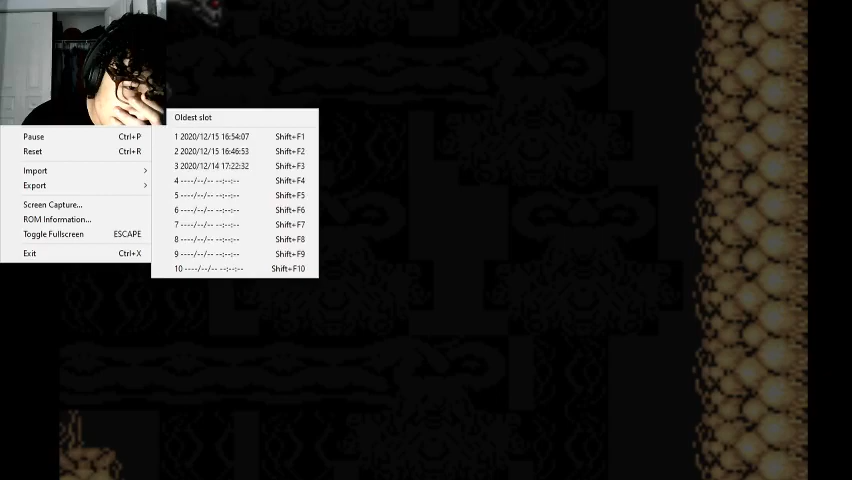 Pause Ctrl+P
Reset Ctrl+R
Import
Export
Screen Capture...
ROM Information...
Toggle Fullscreen ESCAPE
Exit Ctrl+X
Oldest slot
1 2020/12/15 16:54:07 Shift+F1
2 2020/12/15 16:46:53 Shift+F2
3 2020/12/14 17:22:32 Shift+F3
4 ----/--/-- --:--:-- Shift+F4
5 ----/--/-- --:--:-- Shift+F5
6 ----/--/-- --:--:-- Shift+F6
7 ----/--/-- --:--:-- Shift+F7
8 ----/--/-- --:--:-- Shift+F8
9 ----/--/-- --:--:-- Shift+F9
10 ----/--/-- --:--:-- Shift+F10